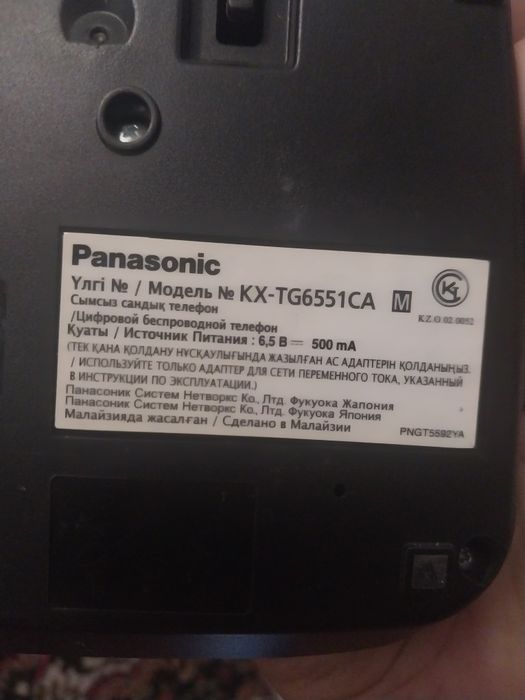 Panasonic
Үлгі № / Модель № KX-TG6551CA M
K.Z.O.02.0052
Сымсыз сандық телефон
/Цифровой беспроводной телефон
Қуаты / Источник Питания : 6,5 В 500 mA
(ТЕК ҚАНА ҚОЛДАНУ НҰСҚАУЛЫҒЫНДА ЖАЗЫЛҒАН АС АДАПТЕРІН ҚОЛДАНЫҢЫЗ.
/ ИСПОЛЬЗУЙТЕ ТОЛЬКО АДАПТЕР ДЛЯ СЕТИ ПЕРЕМЕННОГО ТОКА, УКАЗАННЫЙ
В ИНСТРУКЦИИ ПО ЭКСПЛУАТАЦИИ.)
Панасоник Систем Нетворкс Ко., Лтд. Фукуока Жапония
Панасоник Систем Нетворкс Ко., Лтд. Фукуока Япония
Малайзияда жасалған / Сделано в Малайзии
PNGT5592YA